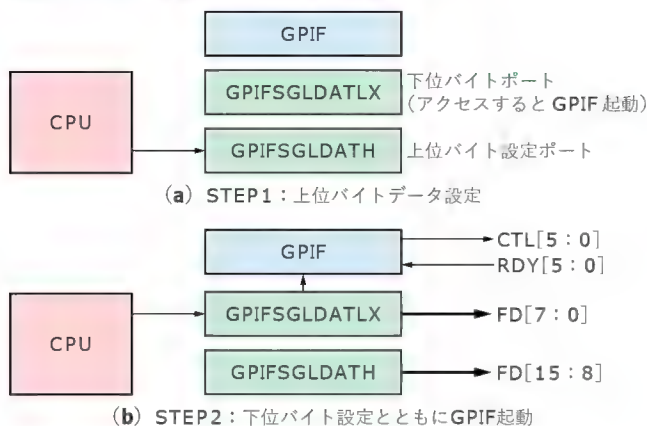 GPIF
CPU
GPIFSGLDATLX
下位バイトポート
(アクセスするとGPIF起動)
GPIFSGLDATH
上位バイト設定ポート
(a) STEP1：上位バイトデータ設定
GPIF
CTL[5：0]
RDY[5：0]
CPU
GPIFSGLDATLX
FD[7：0]
GPIFSGLDATH
FD[15：8]
(b) STEP2：下位バイト設定とともにGPIF起動